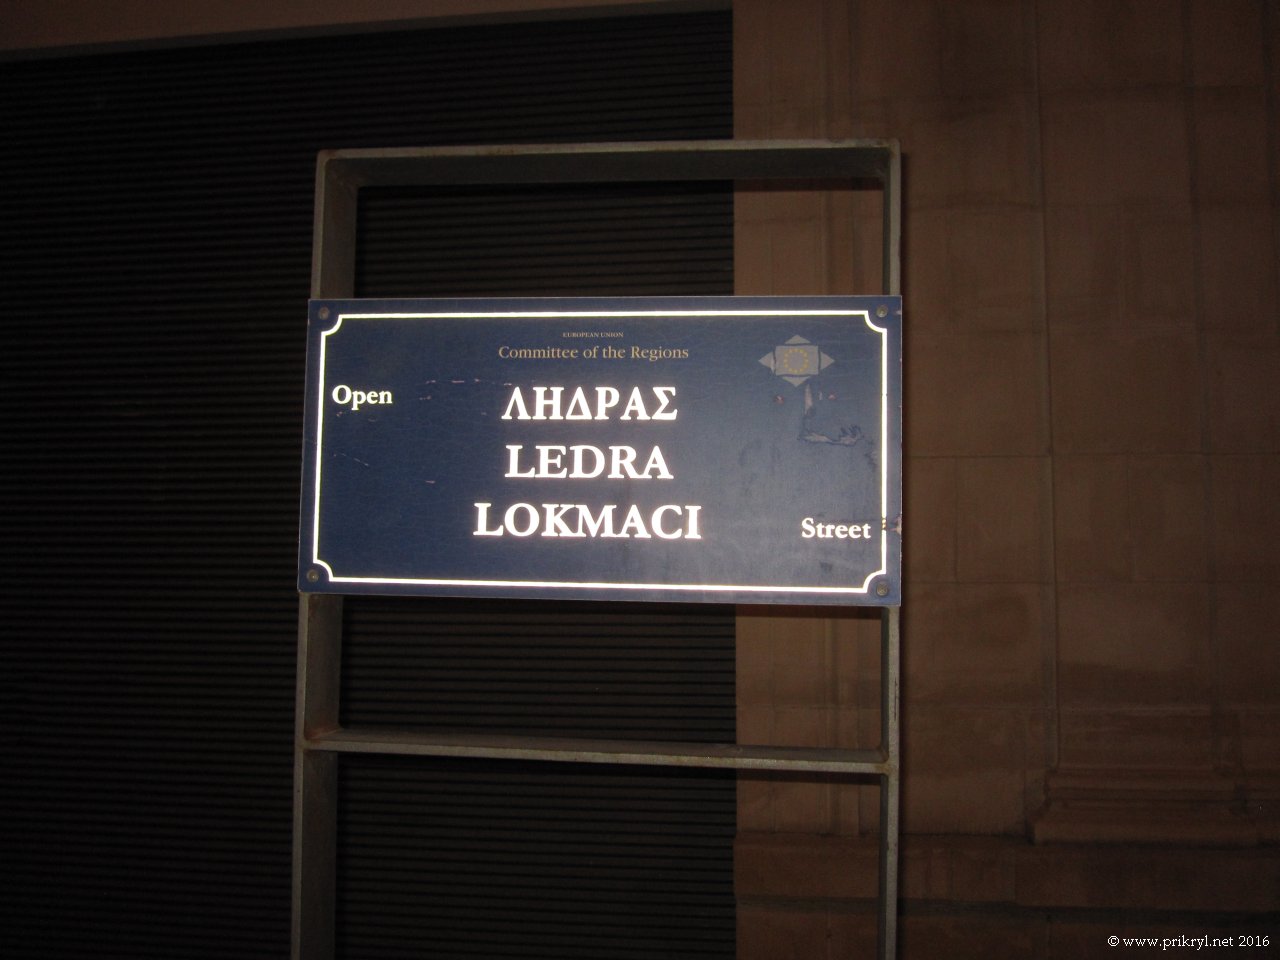 EUROPEAN UNION
Committee of the Regions
Open
ΛΗΔΡΑΣ
LEDRA
LOKMACI
Street
© www.prikryl.net 2016